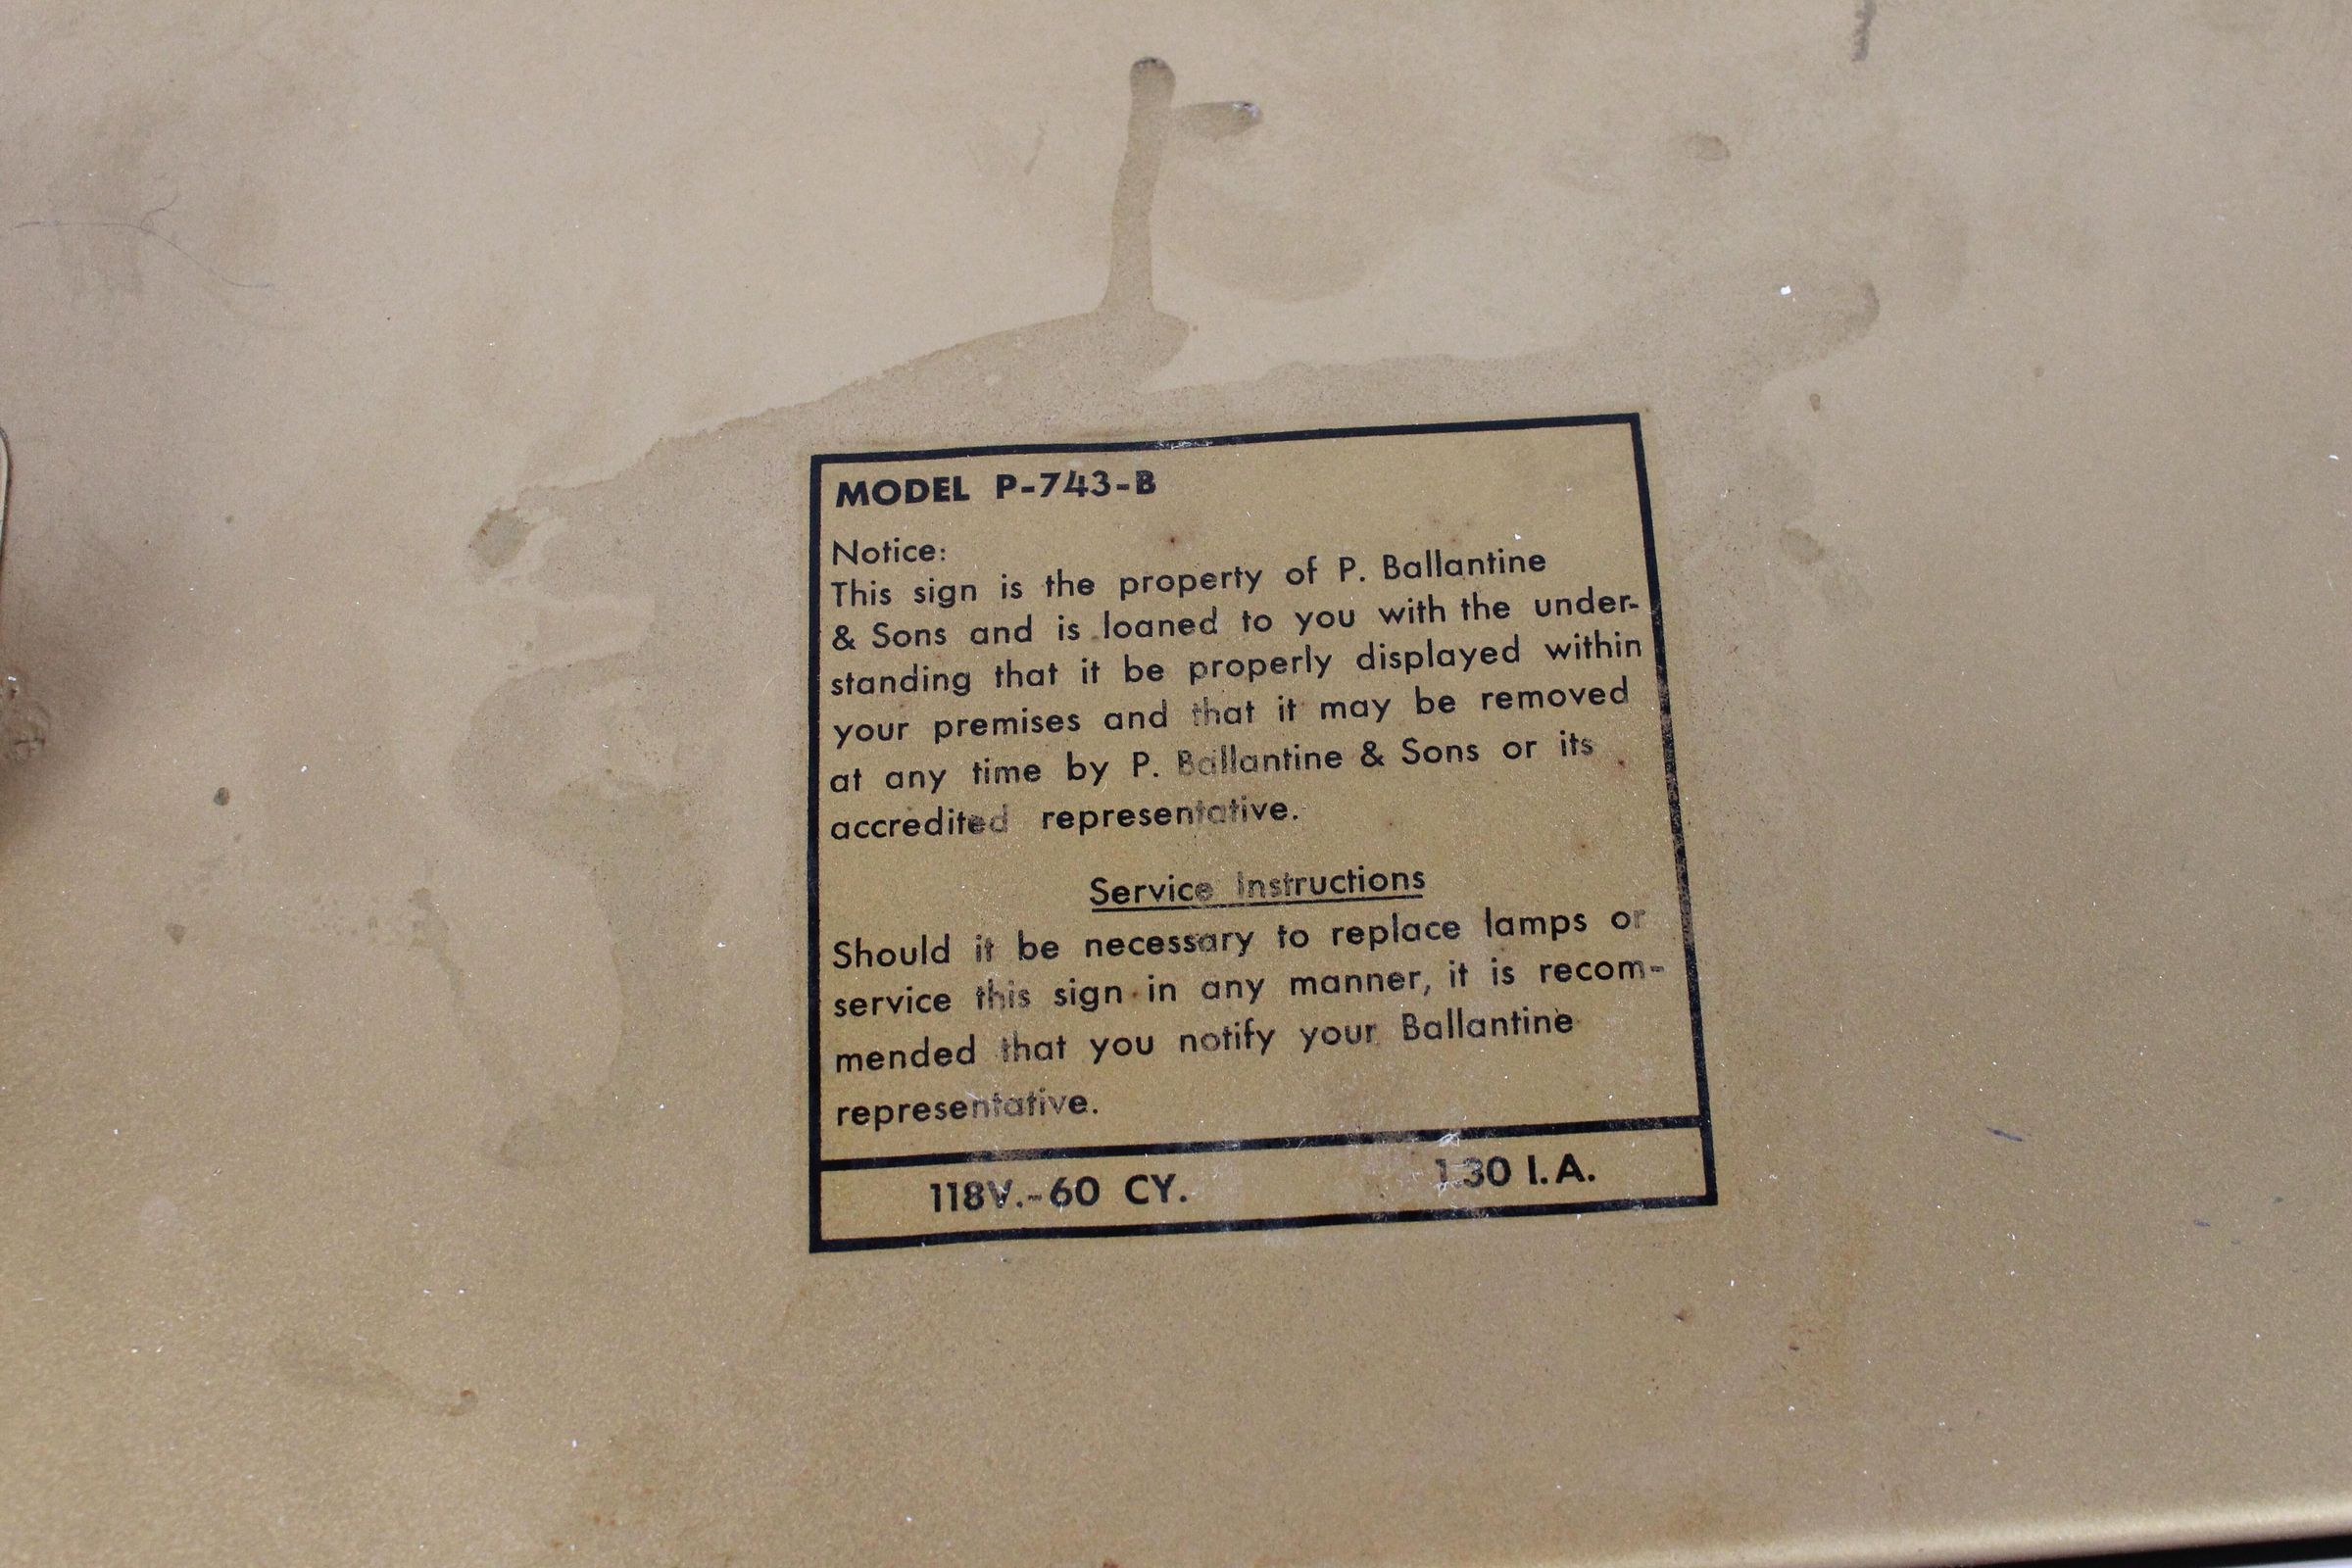 MODEL P-743-B
Notice:
This sign is the property of P. Ballantine
& Sons and is loaned to you with the under-
standing that it be properly displayed within
your premises and that it may be removed
at any time by P. Ballantine & Sons or its
accredited representative.
Service Instructions
Should it be necessary to replace lamps or
service this sign in any manner, it is recom-
mended that you notify your Ballantine
representative.
118V.-60 CY. 1.30 I.A.